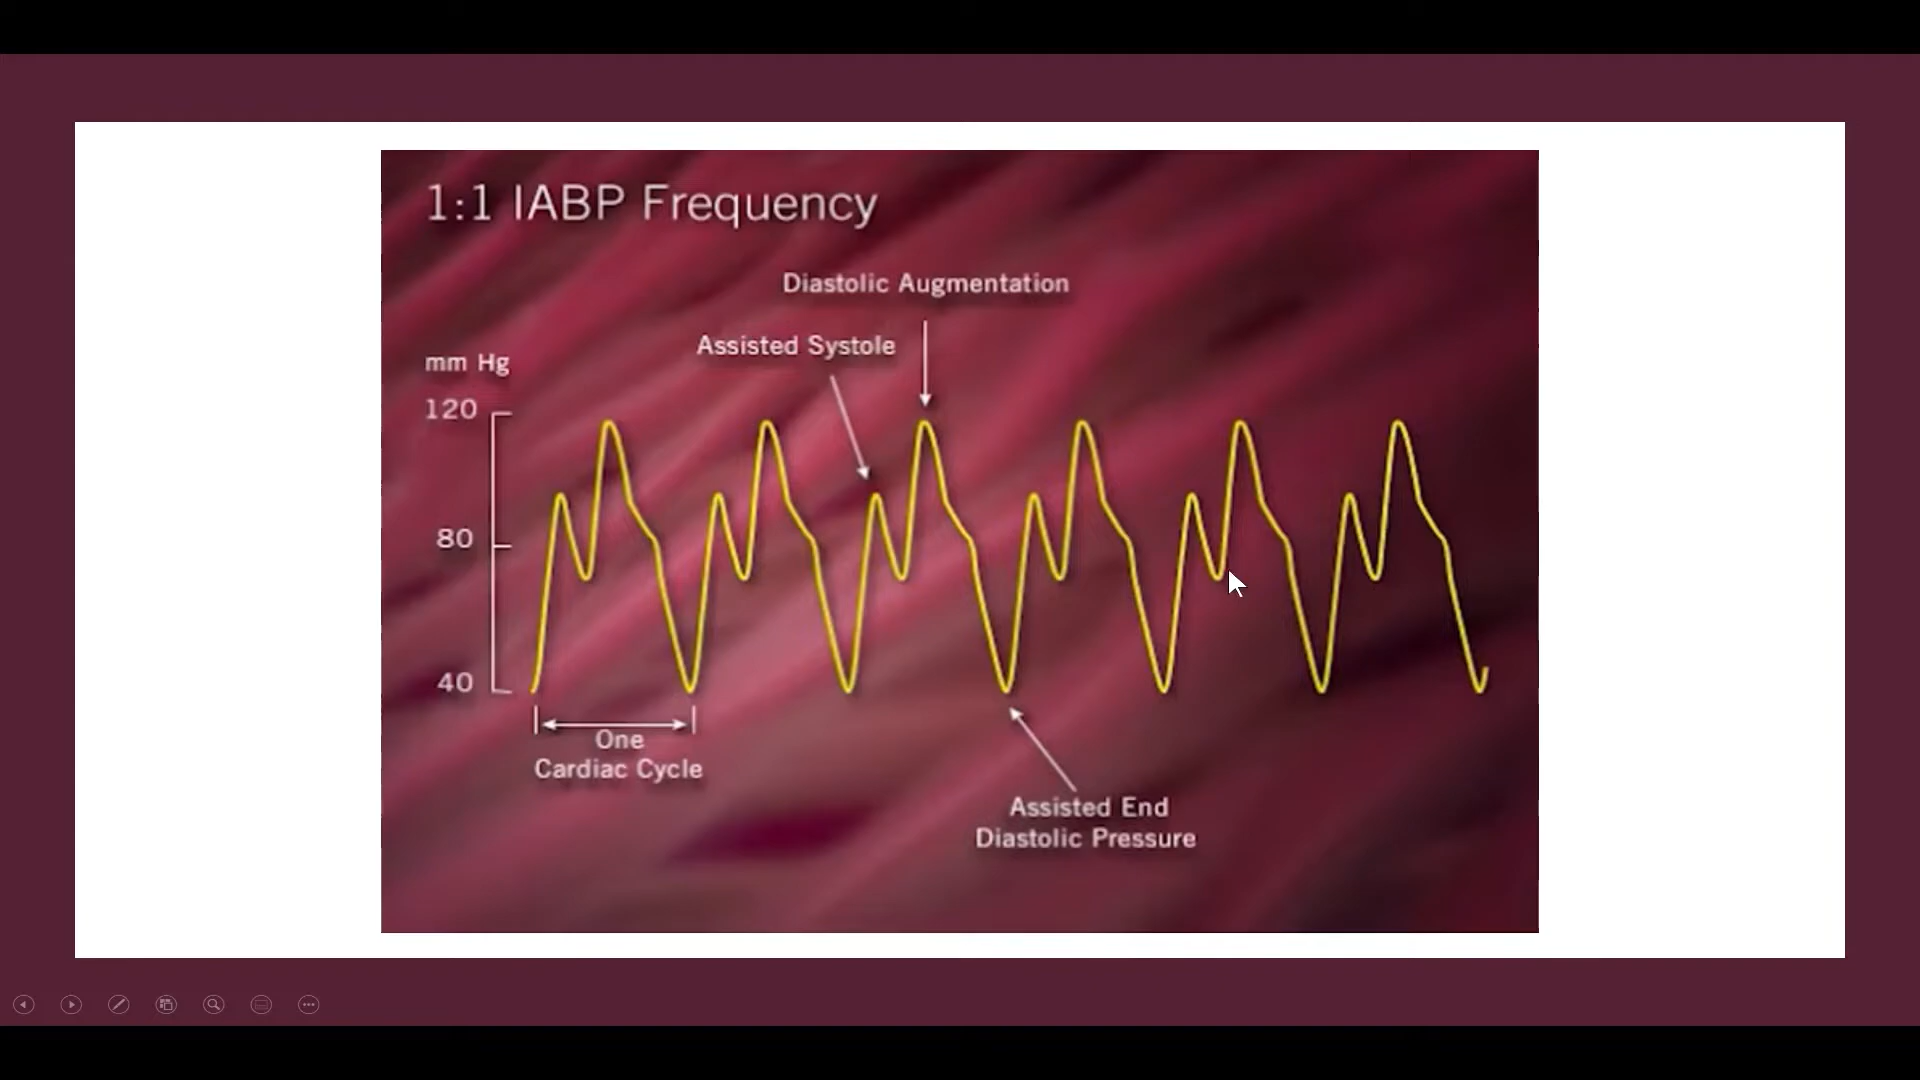 1:1 IABP Frequency
Diastolic Augmentation
Assisted Systole
mm Hg
120
80
40
One
Cardiac Cycle
Assisted End
Diastolic Pressure